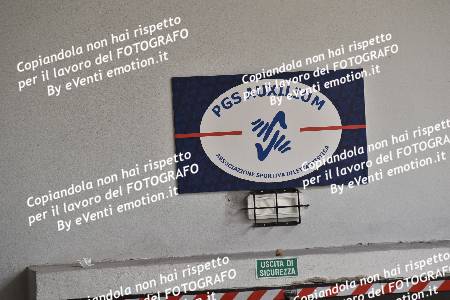 Copiandola non hai rispetto
per il lavoro del FOTOGRAFO
By eVenti emotion.it
Copiandola non hai rispetto
per il lavoro del FOTOGRAFO
By eVenti emotion.it
PGS AUXILIUM
ASSOCIAZIONE SPORTIVA DILETTANTISTICA
Copiandola non hai rispetto
per il lavoro del FOTOGRAFO
By eVenti emotion.it
Copiandola non hai rispetto
per il lavoro del FOTOGRAFO
By eVenti emotion.it
USCITA DI
SICUREZZA
Copiandola non hai rispetto
per il lavoro del FOTOGRAFO
Copiandola non hai rispetto
per il lavoro del FOTOGRAFO